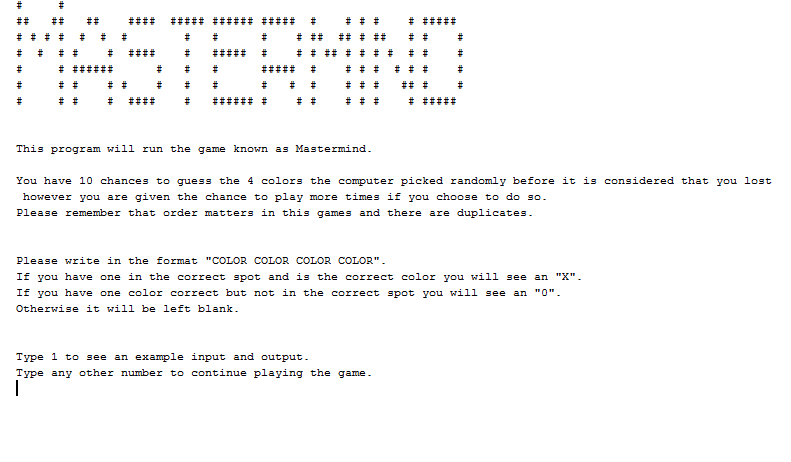 MASTERMIND
This program will run the game known as Mastermind.
You have 10 chances to guess the 4 colors the computer picked randomly before it is considered that you lost
however you are given the chance to play more times if you choose to do so.
Please remember that order matters in this games and there are duplicates.
Please write in the format "COLOR COLOR COLOR COLOR".
If you have one in the correct spot and is the correct color you will see an "X".
If you have one color correct but not in the correct spot you will see an "0".
Otherwise it will be left blank.
Type 1 to see an example input and output.
Type any other number to continue playing the game.